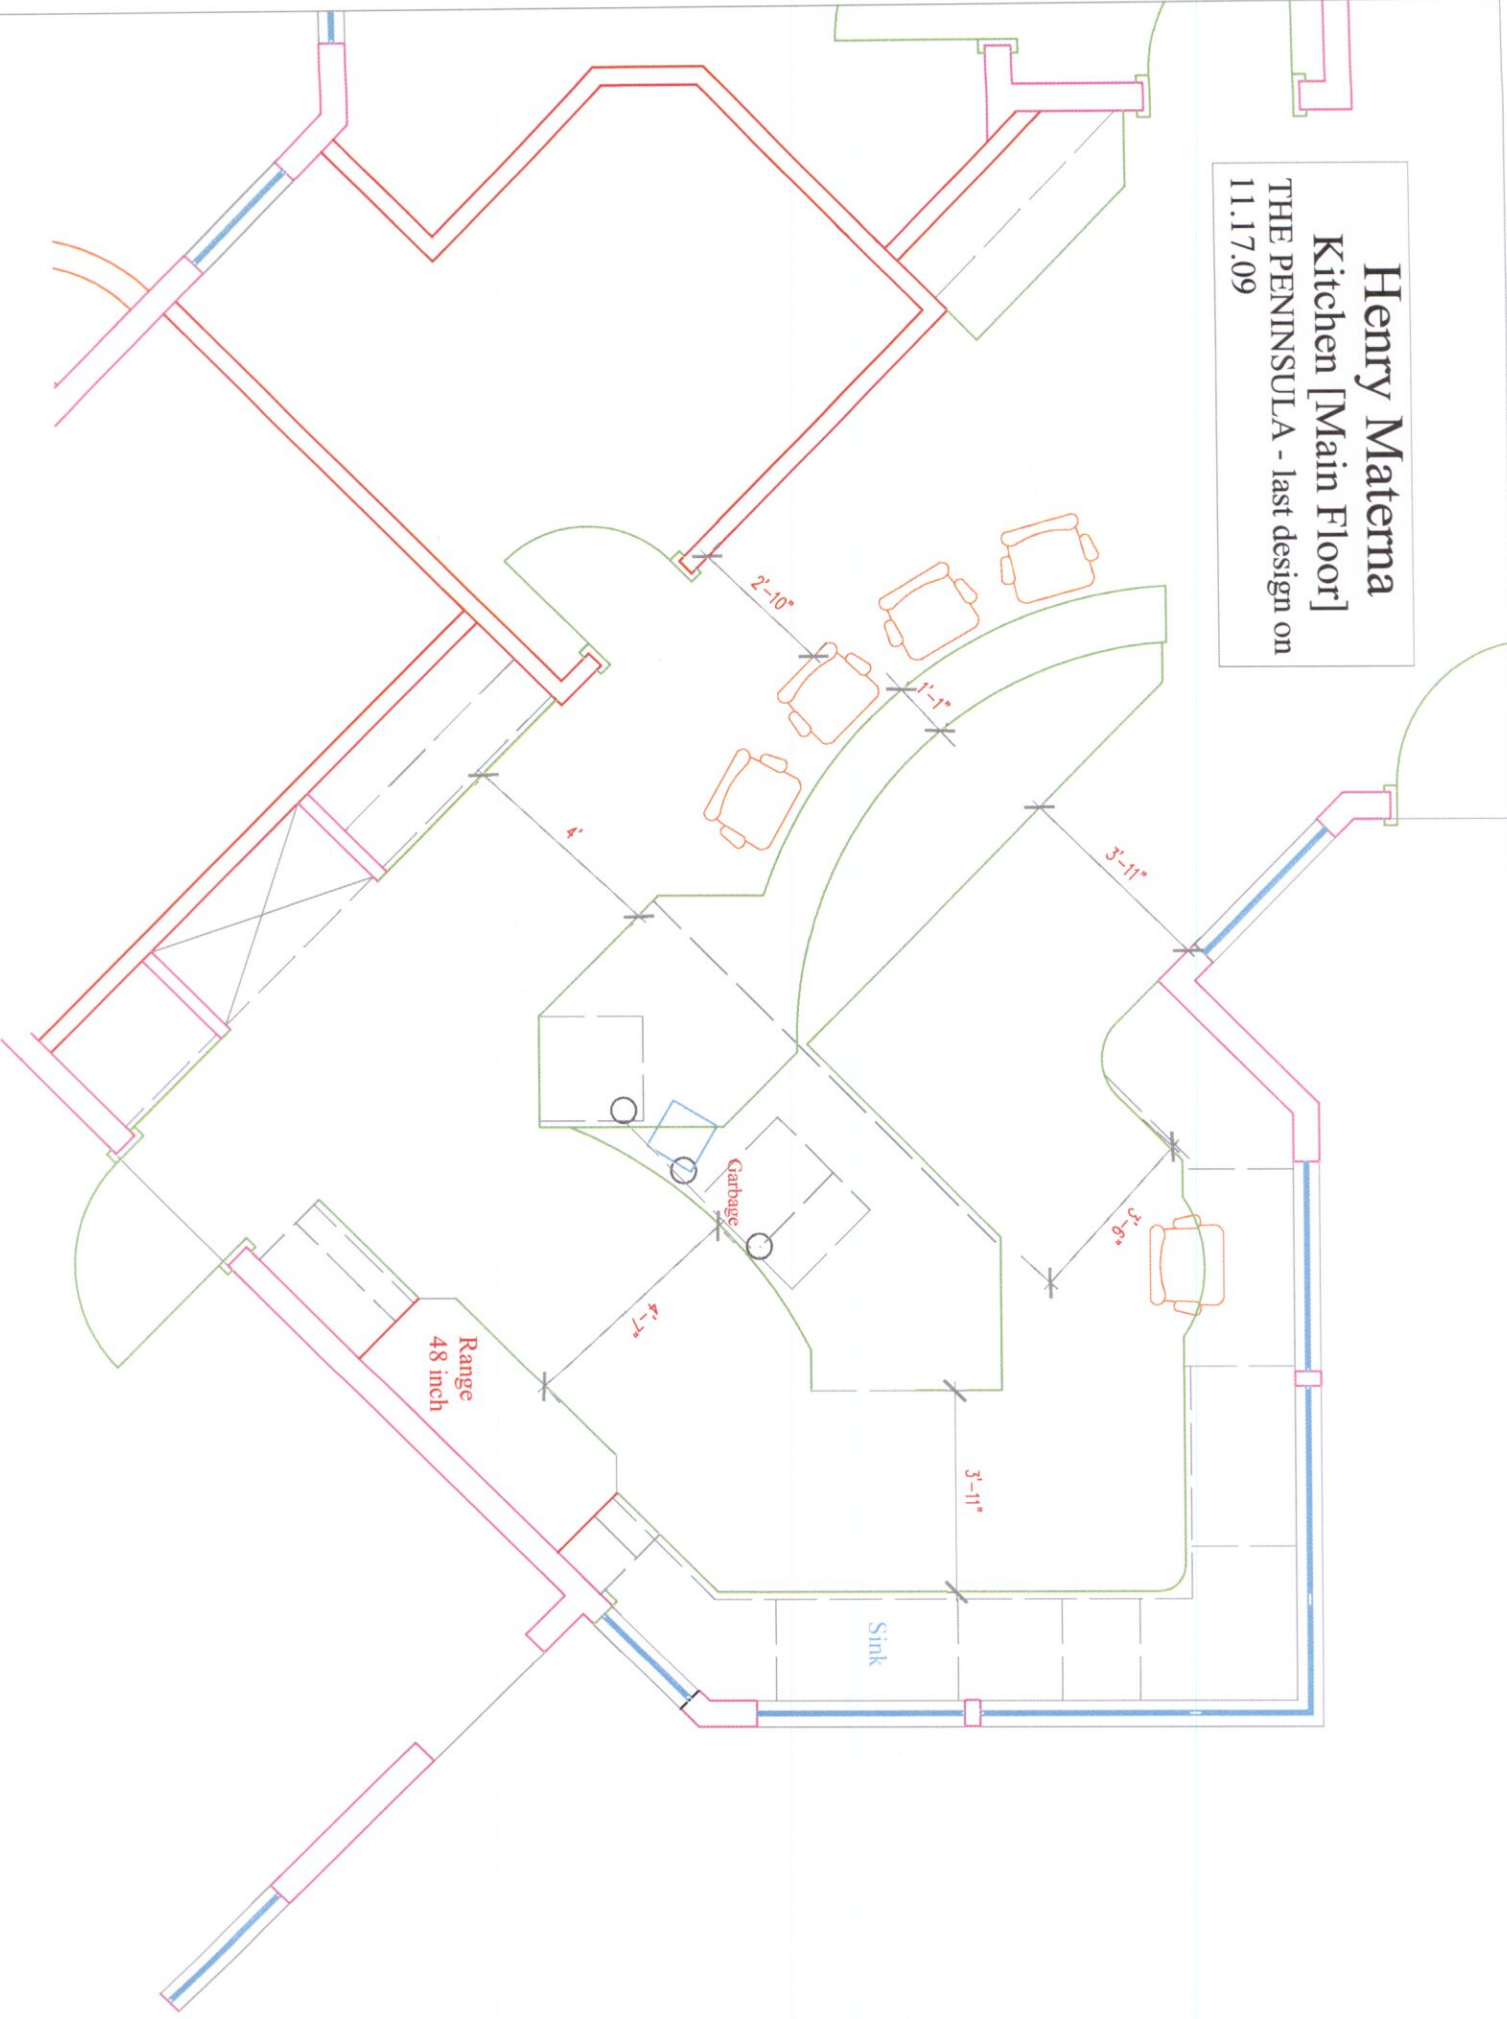 Henry Materna
Kitchen [Main Floor]
THE PENINSULA - last design on
11.17.09
2'-10"
1'-1"
3'-11"
4'
Garbage
3'-6"
4'-7"
Range
48 inch
3'-11"
Sink